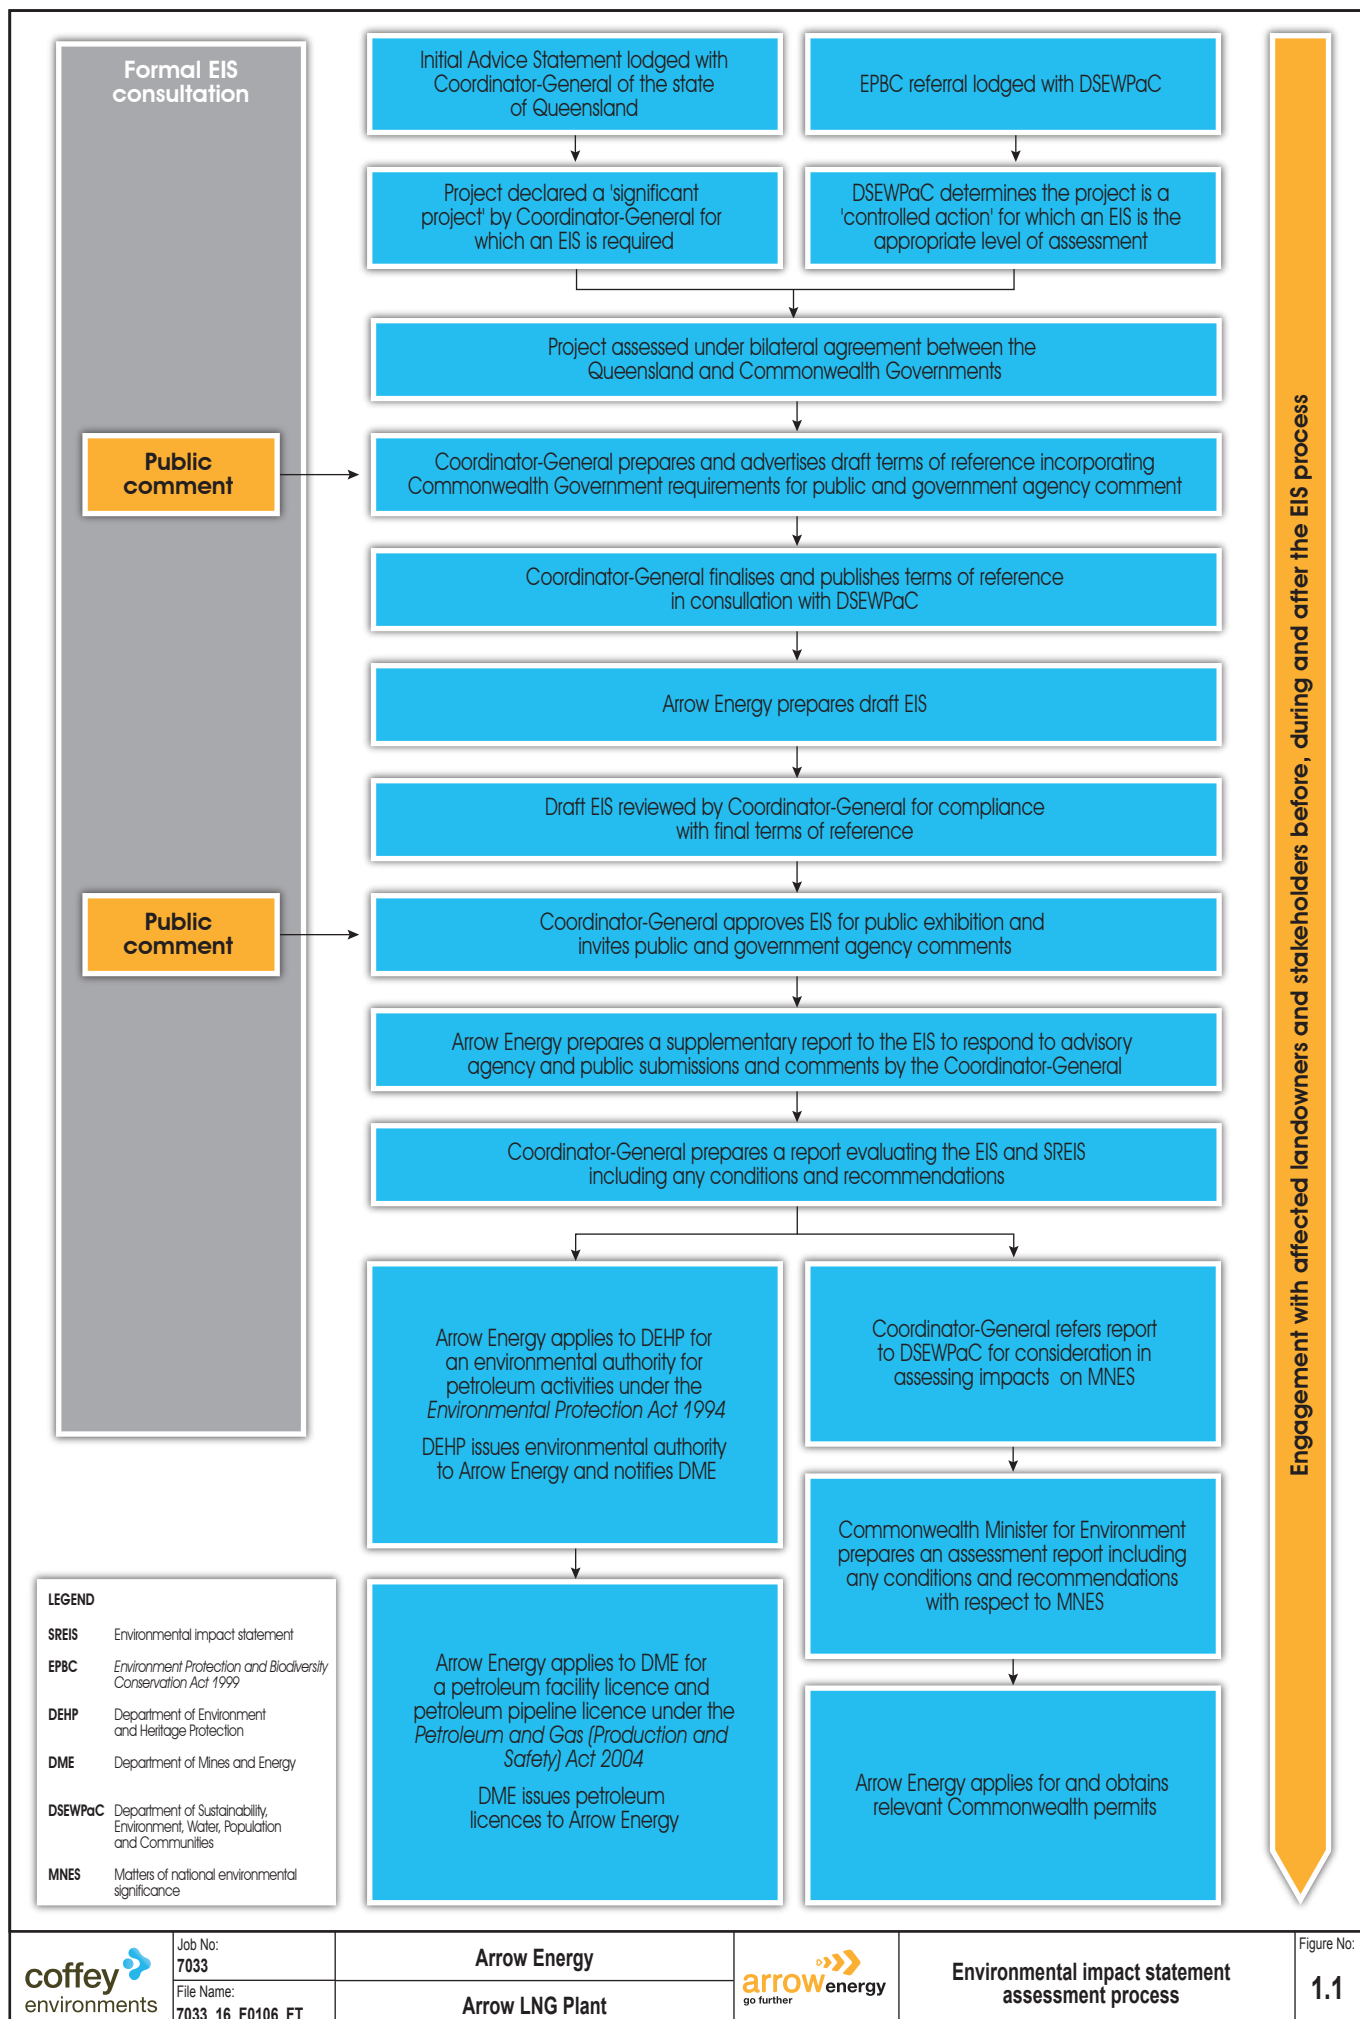 Formal EIS
consultation
Initial Advice Statement lodged with
Coordinator-General of the state
of Queensland
EPBC referral lodged with DSEWPaC
Project declared a 'significant
project' by Coordinator-General for
which an EIS is required
DSEWPaC determines the project is a
'controlled action' for which an EIS is the
appropriate level of assessment
Project assessed under bilateral agreement between the
Queensland and Commonwealth Governments
Public
comment
Coordinator-General prepares and advertises draft terms of reference incorporating
Commonwealth Government requirements for public and government agency comment
Coordinator-General finalises and publishes terms of reference
in consullation with DSEWPaC
Arrow Energy prepares draft EIS
Draft EIS reviewed by Coordinator-General for compliance
with final terms of reference
Public
comment
Coordinator-General approves EIS for public exhibition and
invites public and government agency comments
Arrow Energy prepares a supplementary report to the EIS to respond to advisory
agency and public submissions and comments by the Coordinator-General
Coordinator-General prepares a report evaluating the EIS and SREIS
including any conditions and recommendations
Arrow Energy applies to DEHP for
an environmental authority for
petroleum activities under the
Environmental Protection Act 1994
DEHP issues environmental authority
to Arrow Energy and notifies DME
Coordinator-General refers report
to DSEWPaC for consideration in
assessing impacts on MNES
Commonwealth Minister for Environment
prepares an assessment report including
any conditions and recommendations
with respect to MNES
Arrow Energy applies to DME for
a petroleum facility licence and
petroleum pipeline licence under the
Petroleum and Gas (Production and
Safety) Act 2004
DME issues petroleum
licences to Arrow Energy
Arrow Energy applies for and obtains
relevant Commonwealth permits
Engagement with affected landowners and stakeholders before, during and after the EIS process
LEGEND
SREIS Environmental impact statement
EPBC Environment Protection and Biodiversity
Conservation Act 1999
DEHP Department of Environment
and Heritage Protection
DME Department of Mines and Energy
DSEWPaC Department of Sustainability,
Environment, Water, Population
and Communities
MNES Matters of national environmental
significance
coffey
environments
Job No:
7033
File Name:
7033_16_F0106_FT
Arrow Energy
Arrow LNG Plant
arrowenergy
go further
Environmental impact statement
assessment process
Figure No:
1.1